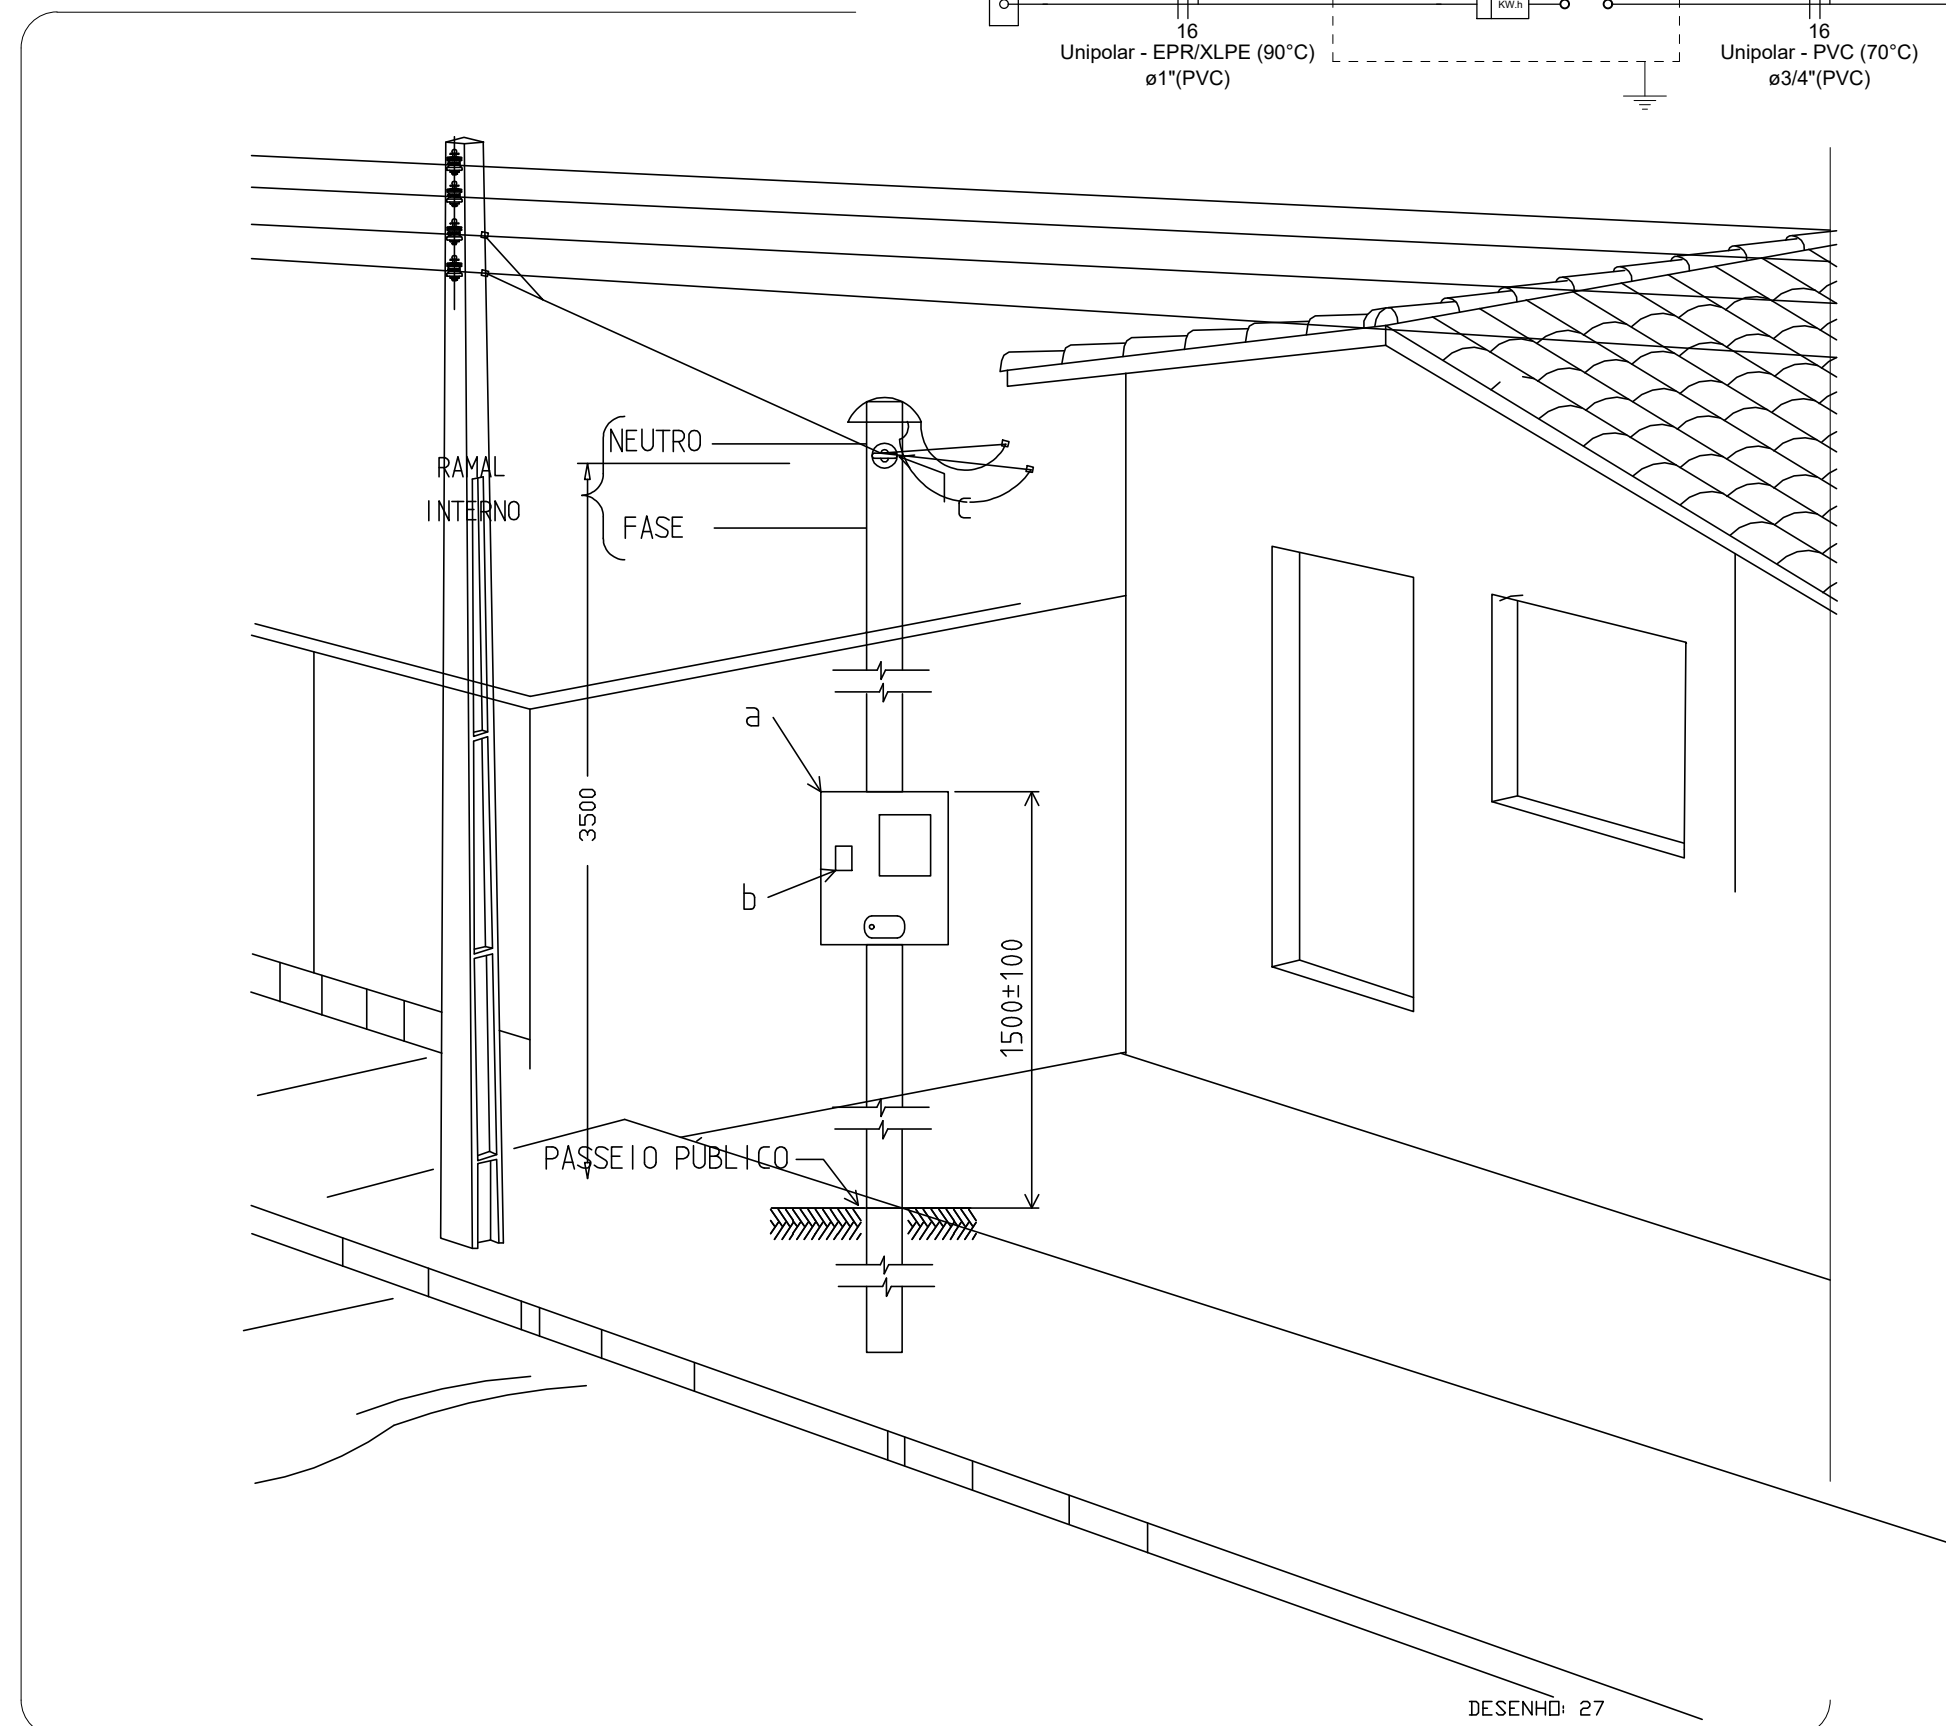 KW.h
16
Unipolar - EPR/XLPE (90°C)
ø1"(PVC)
16
Unipolar - PVC (70°C)
ø3/4"(PVC)
NEUTRO
RAMAL
INTERNO
FASE
C
a
3500
b
1500±100
PASSEIO PÚBLICO
DESENHO: 27